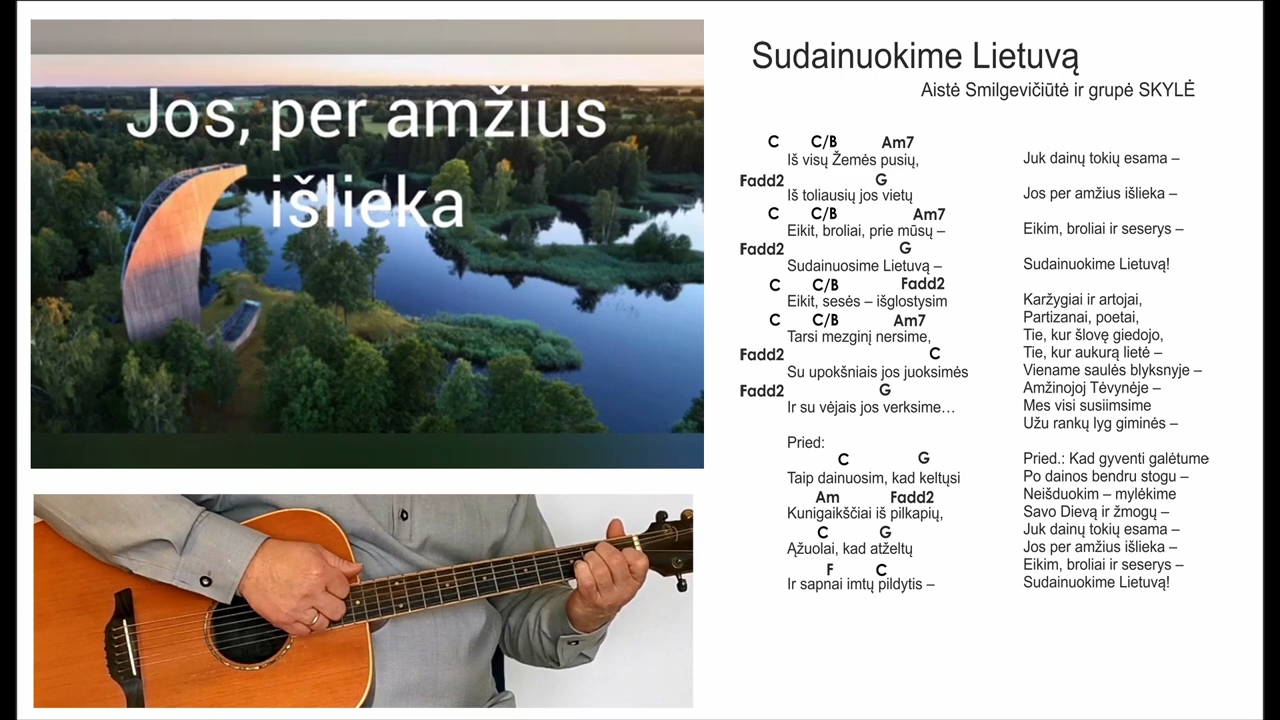 Jos, per amžius
išlieka
Sudainuokime Lietuvą
Aistė Smilgevičiūtė ir grupė SKYLĖ
C C/B Am7
Iš visų Žemės pusių,
Fadd2 G
Iš toliausių jos vietų
C C/B Am7
Eikit, broliai, prie mūsų –
Fadd2 G
Sudainuosime Lietuvą –
C C/B Fadd2
Eikit, sesės – išglostysim
C C/B Am7
Tarsi mezginį nersime,
Fadd2 C
Su upokšniais jos juoksimės
Fadd2 G
Ir su vėjais jos verksime…
Pried:
C G
Taip dainuosim, kad keltųsi
Am Fadd2
Kunigaikščiai iš pilkapių,
C G
Ąžuolai, kad atželtų
F C
Ir sapnai imtų pildytis –
Juk dainų tokių esama –
Jos per amžius išlieka –
Eikim, broliai ir seserys –
Sudainuokime Lietuvą!
Karžygiai ir artojai,
Partizanai, poetai,
Tie, kur šlovę giedojo,
Tie, kur aukurą lietė –
Viename saulės blyksnyje –
Amžinojoj Tėvynėje –
Mes visi susiimsime
Užu rankų lyg giminės –
Pried.: Kad gyventi galėtume
Po dainos bendru stogu –
Neišduokim – mylėkime
Savo Dievą ir žmogų –
Juk dainų tokių esama –
Jos per amžius išlieka –
Eikim, broliai ir seserys –
Sudainuokime Lietuvą!